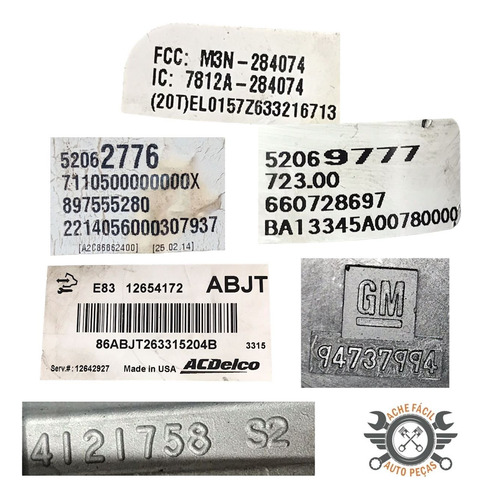 FCC: M3N-284074
IC: 7812A-284074
(20T)EL0157Z633216713
52062776
7110500000000X
897555280
2214056000307937
[A2C86862400] [25 02 14]
52069777
723.00
660728697
BA13345A00780000
E83 12654172 ABJT
86ABJT263315204B 3315
Serv.#: 12642927 Made in USA ACDelco
GM
94737994
4121758 S2
ACHE FÁCIL
AUTO PEÇAS